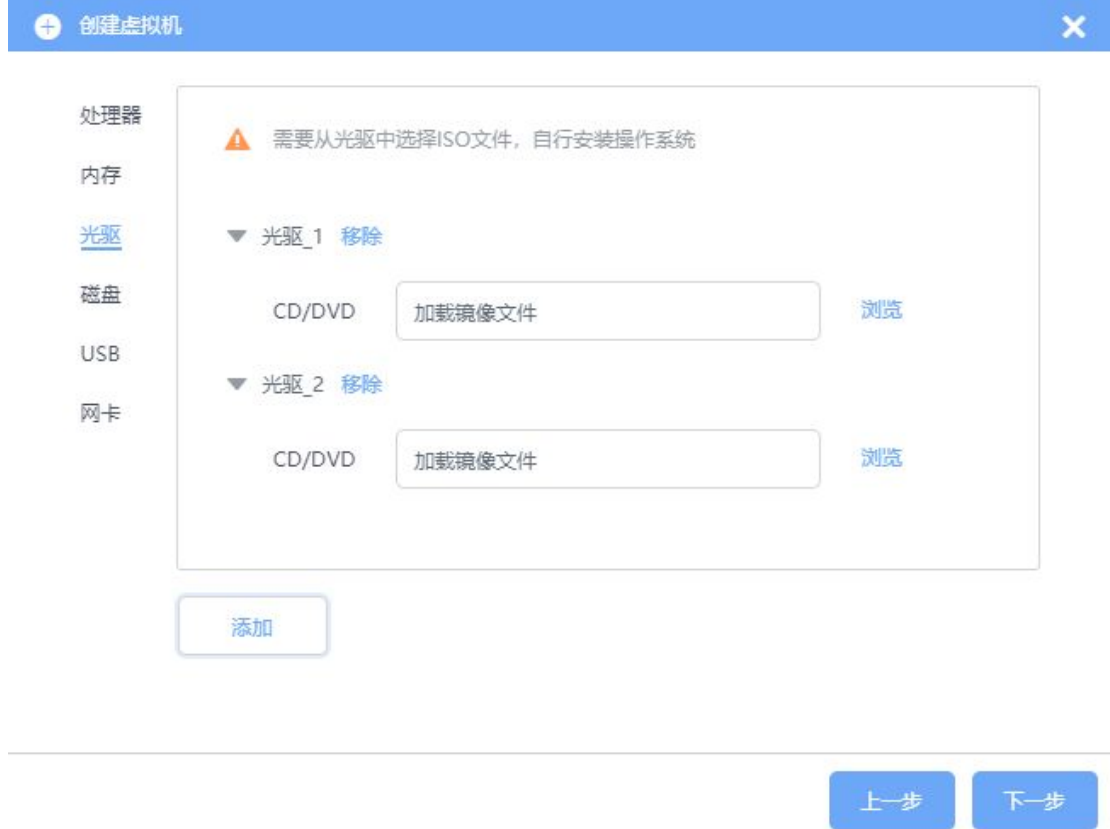 创建虚拟机
处理器
内存
光驱
磁盘
USB
网卡
需要从光驱中选择ISO文件，自行安装操作系统
光驱_1 移除
CD/DVD 加载镜像文件 浏览
光驱_2 移除
CD/DVD 加载镜像文件 浏览
添加
上一步 下一步